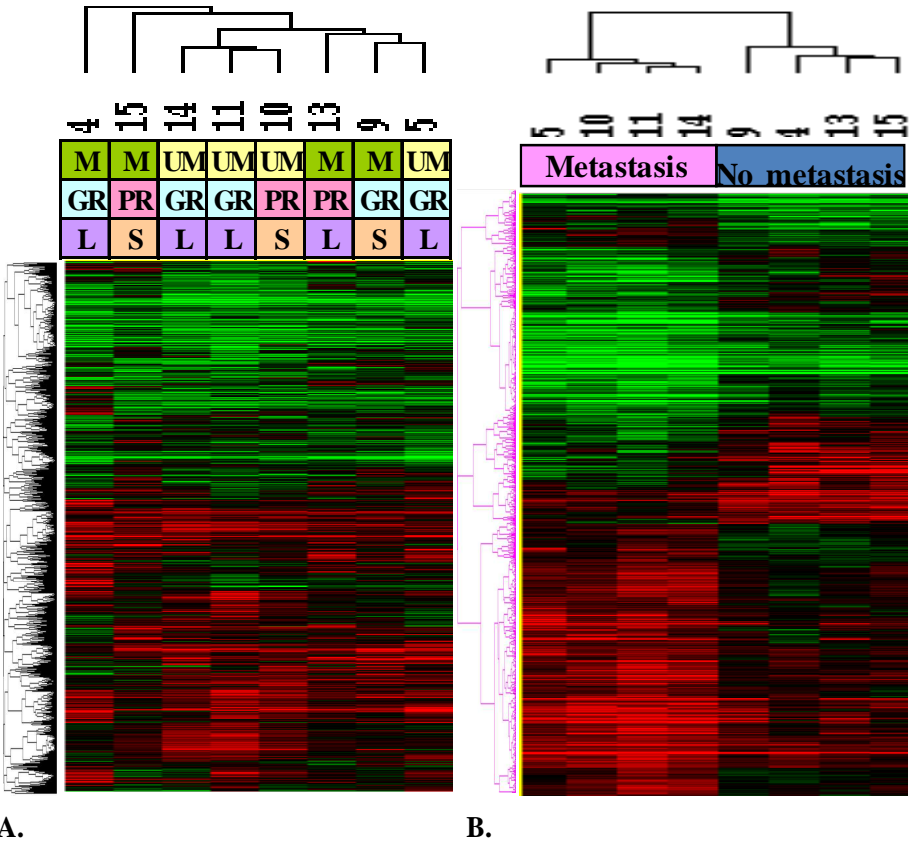 4 15 14 11 10 13 9 5
M M UM UM UM M M UM
GR PR GR GR PR PR GR GR
L S L L S L S L
5 10 11 14 9 4 13 15
Metastasis No metastasis
A. B.